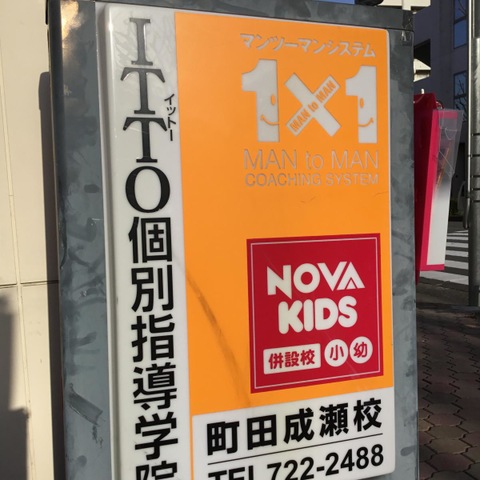 ITTO個別指導学院
イットー
マンツーマンシステム
1×1
MAN to MAN
MAN to MAN
COACHING SYSTEM
NOVA
KIDS
併設校 小 幼
町田成瀬校
TEL 722-2488